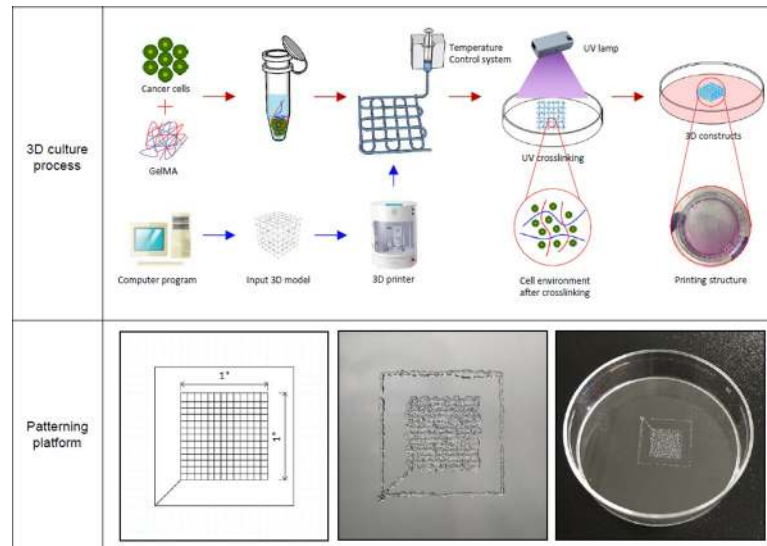 3D culture
process
Cancer cells
GelMA
Temperature
Control system
UV lamp
UV crosslinking
3D constructs
Computer program
Input 3D model
3D printer
Cell environment
after crosslinking
Printing structure
Patterning
platform
1"
1"